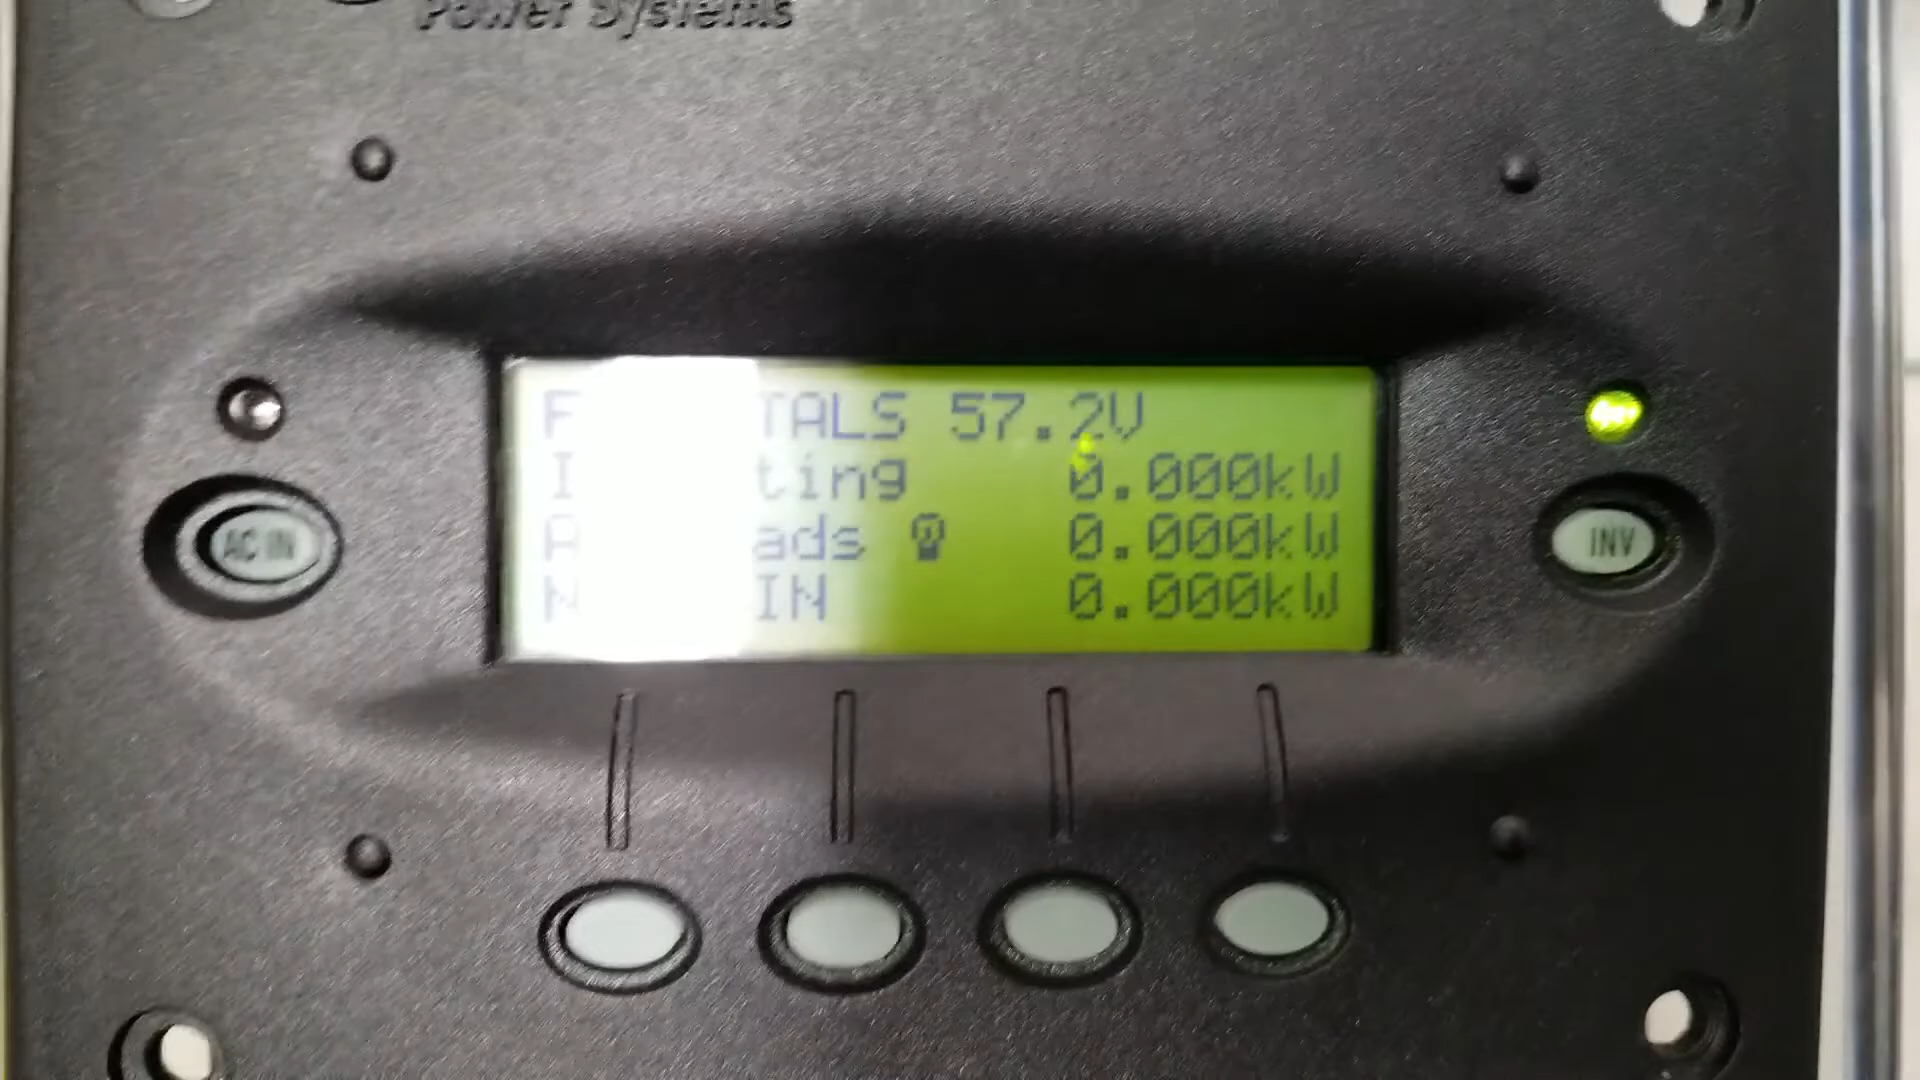 Power Systems
F TALS 57.2V
I ting 0.000kW
A ads 0.000kW
N IN 0.000kW
AC IN
INV